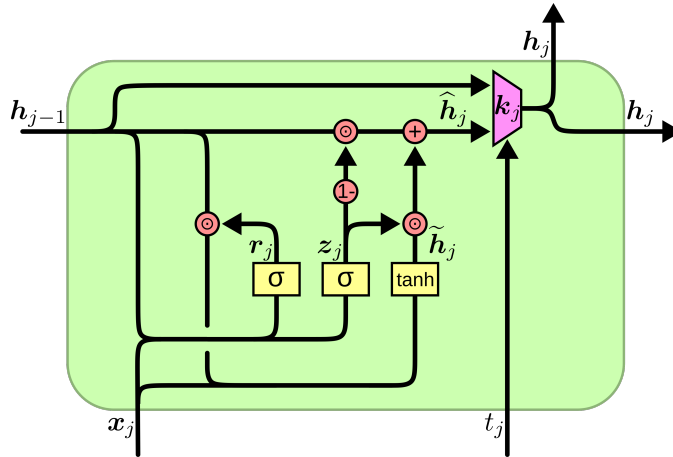 h_j
h_{j-1}
ĥ_j
k_j
h_j
⊙
+
1-
⊙
⊙
r_j
z_j
h̃_j
σ
σ
tanh
x_j
t_j